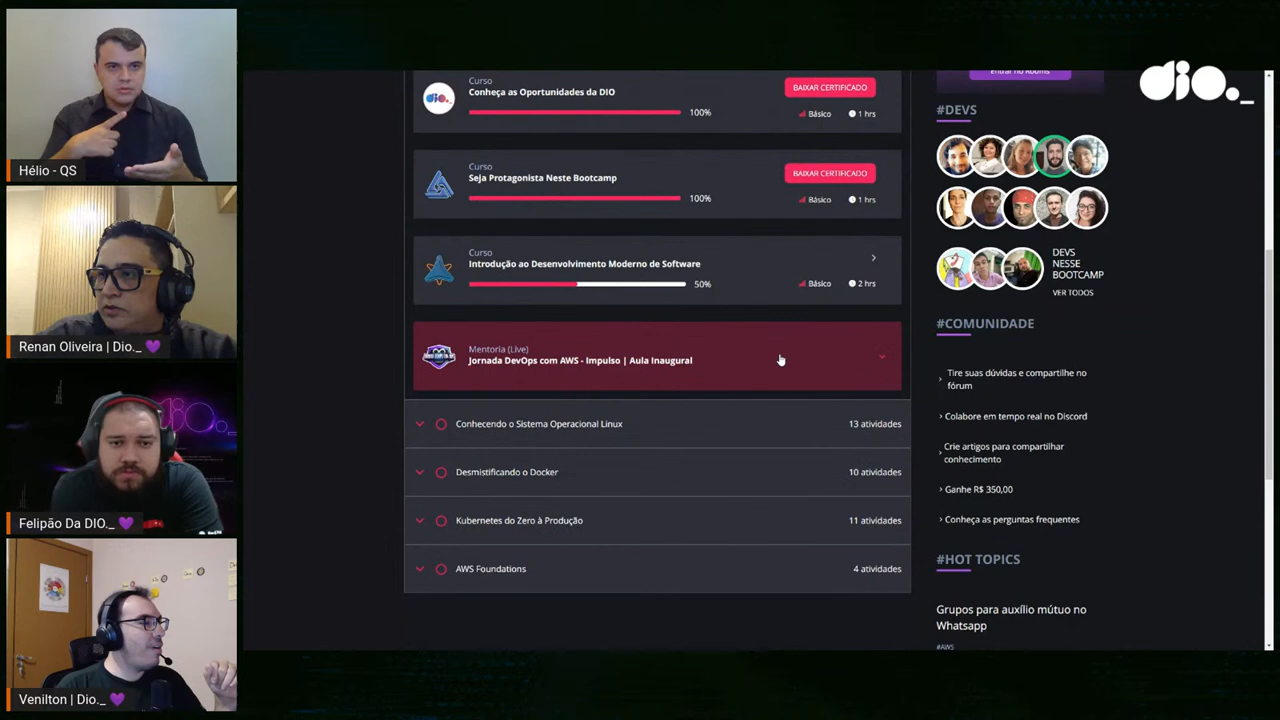 Hélio - QS
Renan Oliveira | Dio._ 💜
Felipão Da DIO._ 💜
Venilton | Dio._ 💜
Curso
Conheça as Oportunidades da DIO
BAIXAR CERTIFICADO
100%
Básico
1 hrs
Curso
Seja Protagonista Neste Bootcamp
BAIXAR CERTIFICADO
100%
Básico
1 hrs
Curso
Introdução ao Desenvolvimento Moderno de Software
50%
Básico
2 hrs
Mentoria (Live)
Jornada DevOps com AWS - Impulso | Aula Inaugural
Conhecendo o Sistema Operacional Linux
13 atividades
Desmistificando o Docker
10 atividades
Kubernetes do Zero à Produção
11 atividades
AWS Foundations
4 atividades
Entrar no Rooms
dio._
#DEVS
DEVS
NESSE
BOOTCAMP
VER TODOS
#COMUNIDADE
Tire suas dúvidas e compartilhe no
fórum
Colabore em tempo real no Discord
Crie artigos para compartilhar
conhecimento
Ganhe R$ 350,00
Conheça as perguntas frequentes
#HOT TOPICS
Grupos para auxílio mútuo no
Whatsapp
#AWS